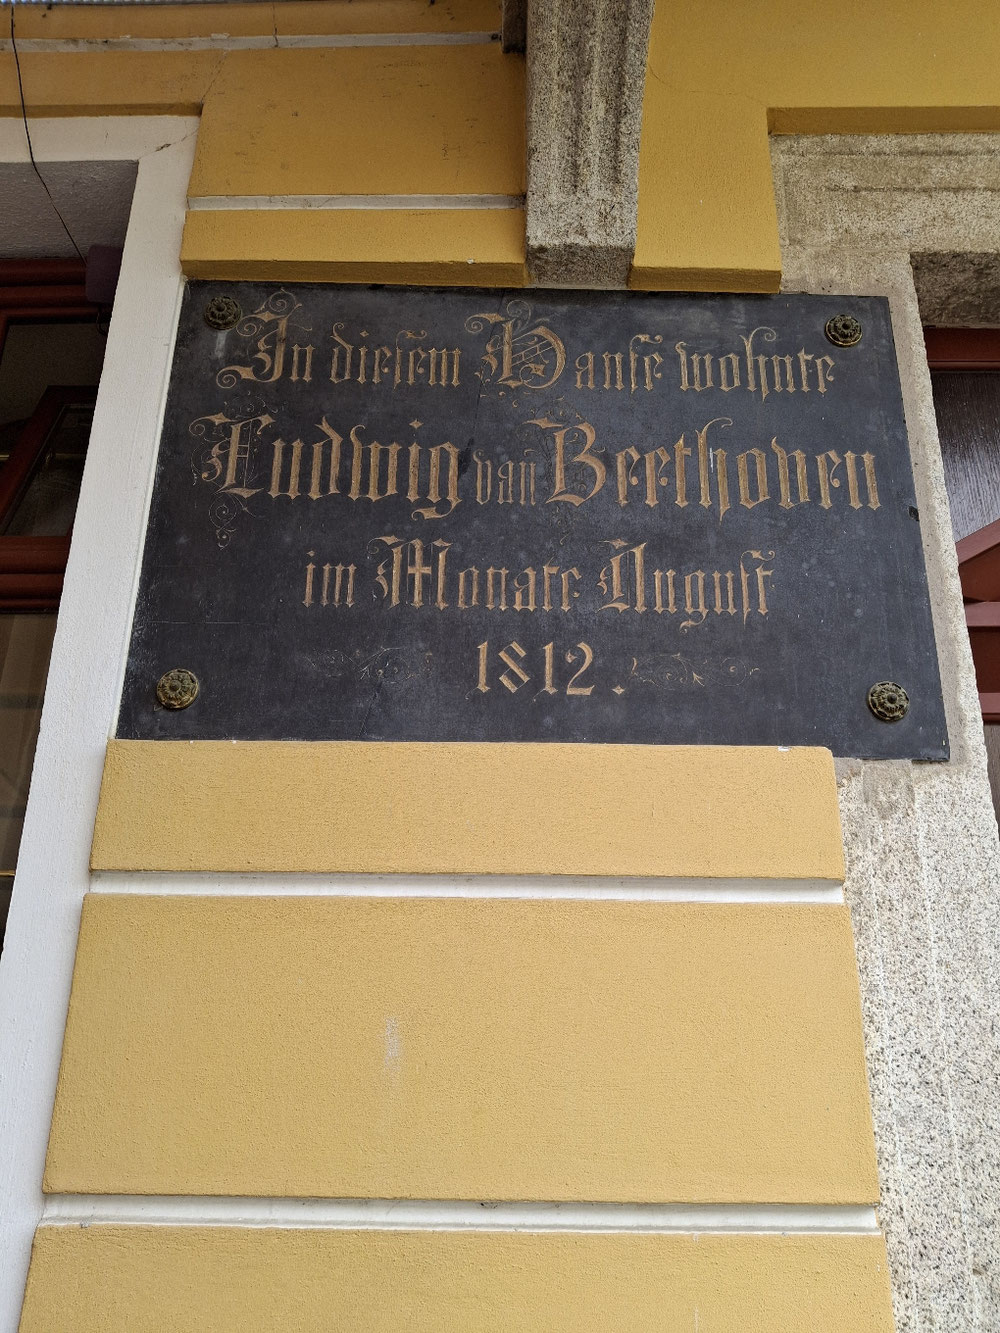 In diesem Hause wohnte
Ludwig van Beethoven
im Monate August
1812.